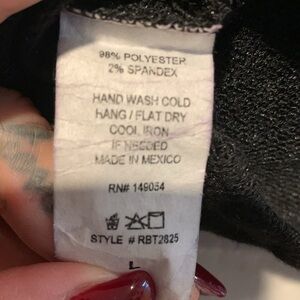 98% POLYESTER
2% SPANDEX
HAND WASH COLD
HANG / FLAT DRY
COOL IRON
IF NEEDED
MADE IN MEXICO
RN# 149054
STYLE # RBT2825
L